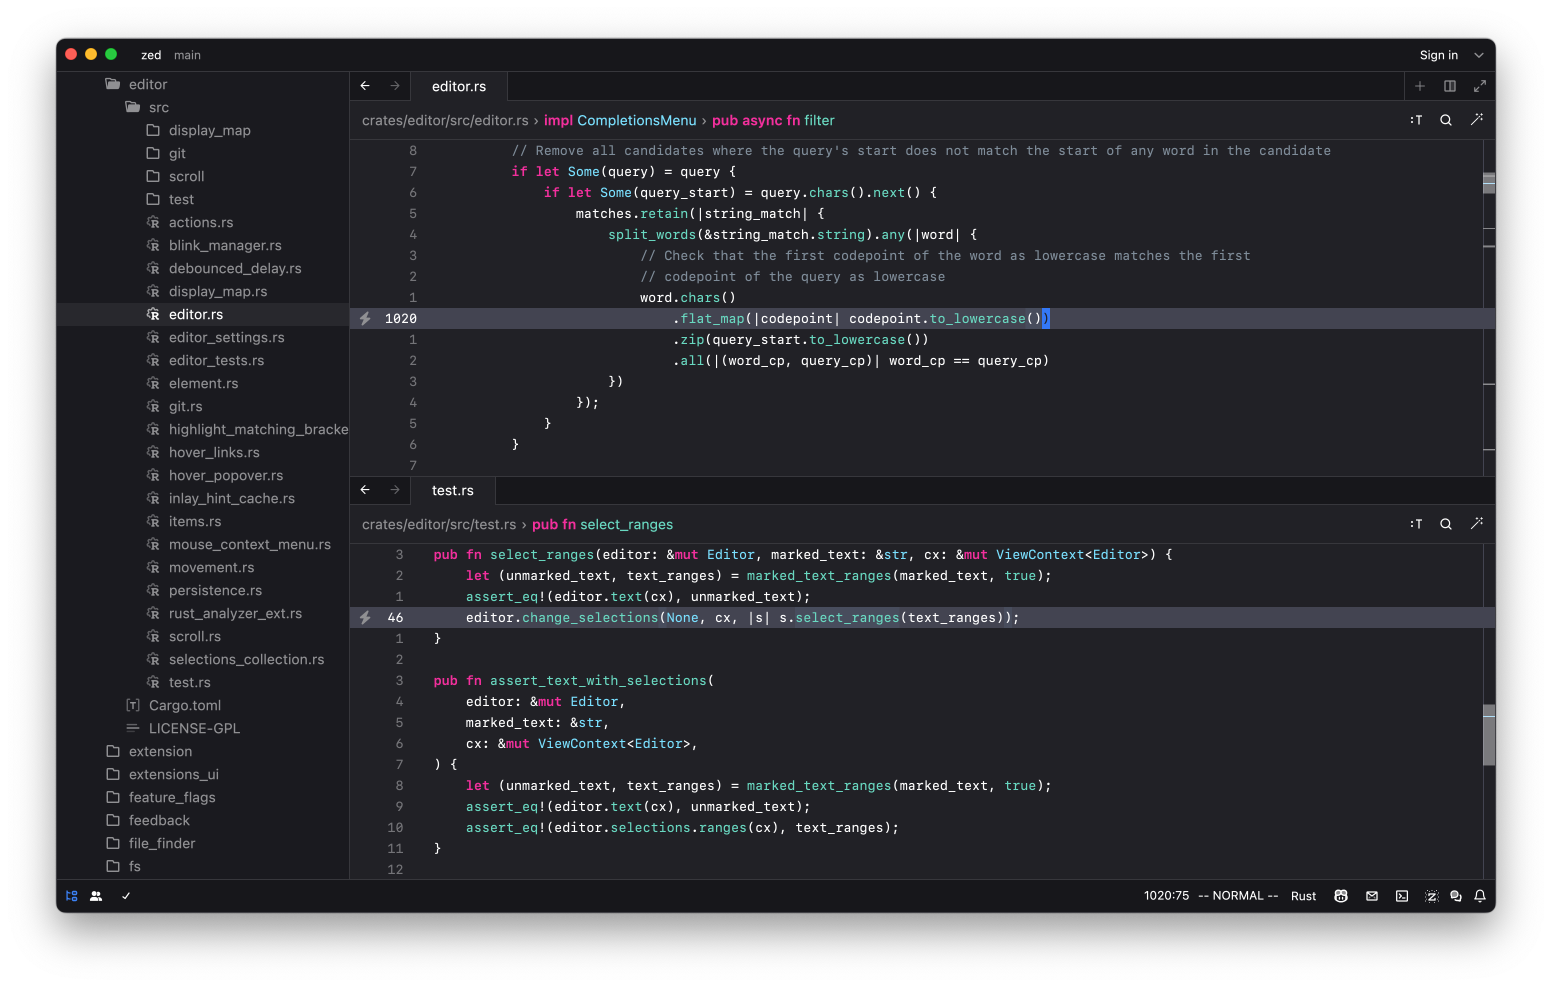 zed main
Sign in
editor
src
display_map
git
scroll
test
actions.rs
blink_manager.rs
debounced_delay.rs
display_map.rs
editor.rs
editor_settings.rs
editor_tests.rs
element.rs
git.rs
highlight_matching_bracke
hover_links.rs
hover_popover.rs
inlay_hint_cache.rs
items.rs
mouse_context_menu.rs
movement.rs
persistence.rs
rust_analyzer_ext.rs
scroll.rs
selections_collection.rs
test.rs
Cargo.toml
LICENSE-GPL
extension
extensions_ui
feature_flags
feedback
file_finder
fs
editor.rs
crates/editor/src/editor.rs › impl CompletionsMenu › pub async fn filter
:T
8 // Remove all candidates where the query's start does not match the start of any word in the candidate
7 if let Some(query) = query {
6 if let Some(query_start) = query.chars().next() {
5 matches.retain(|string_match| {
4 split_words(&string_match.string).any(|word| {
3 // Check that the first codepoint of the word as lowercase matches the first
2 // codepoint of the query as lowercase
1 word.chars()
1020 .flat_map(|codepoint| codepoint.to_lowercase())
1 .zip(query_start.to_lowercase())
2 .all(|(word_cp, query_cp)| word_cp == query_cp)
3 })
4 });
5 }
6 }
7
test.rs
crates/editor/src/test.rs › pub fn select_ranges
:T
3 pub fn select_ranges(editor: &mut Editor, marked_text: &str, cx: &mut ViewContext<Editor>) {
2 let (unmarked_text, text_ranges) = marked_text_ranges(marked_text, true);
1 assert_eq!(editor.text(cx), unmarked_text);
46 editor.change_selections(None, cx, |s| s.select_ranges(text_ranges));
1 }
2
3 pub fn assert_text_with_selections(
4 editor: &mut Editor,
5 marked_text: &str,
6 cx: &mut ViewContext<Editor>,
7 ) {
8 let (unmarked_text, text_ranges) = marked_text_ranges(marked_text, true);
9 assert_eq!(editor.text(cx), unmarked_text);
10 assert_eq!(editor.selections.ranges(cx), text_ranges);
11 }
12
1020:75 -- NORMAL -- Rust